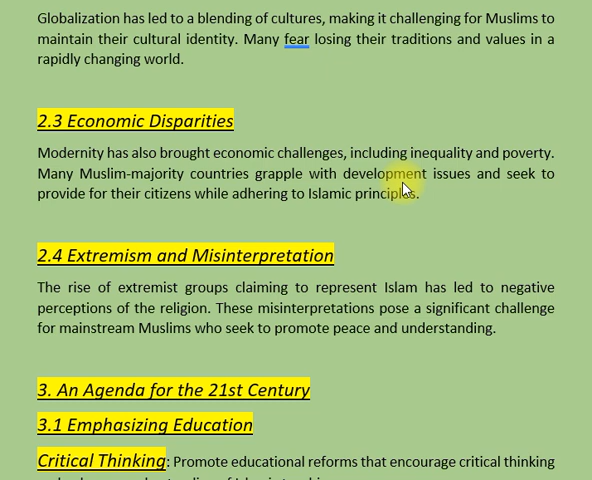 Globalization has led to a blending of cultures, making it challenging for Muslims to
maintain their cultural identity. Many fear losing their traditions and values in a
rapidly changing world.
2.3 Economic Disparities
Modernity has also brought economic challenges, including inequality and poverty.
Many Muslim-majority countries grapple with development issues and seek to
provide for their citizens while adhering to Islamic principles.
2.4 Extremism and Misinterpretation
The rise of extremist groups claiming to represent Islam has led to negative
perceptions of the religion. These misinterpretations pose a significant challenge
for mainstream Muslims who seek to promote peace and understanding.
3. An Agenda for the 21st Century
3.1 Emphasizing Education
Critical Thinking: Promote educational reforms that encourage critical thinking